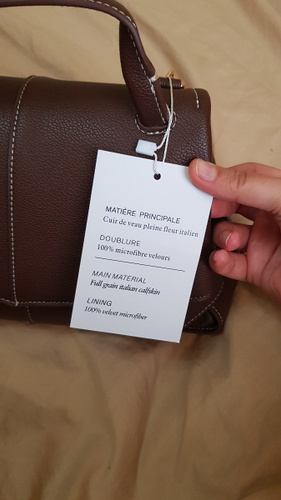 MATIÈRE PRINCIPALE
Cuir de veau pleine fleur italien
DOUBLURE
100% microfibre velours
MAIN MATERIAL
Full grain italian calfskin
LINING
100% velvet microfiber